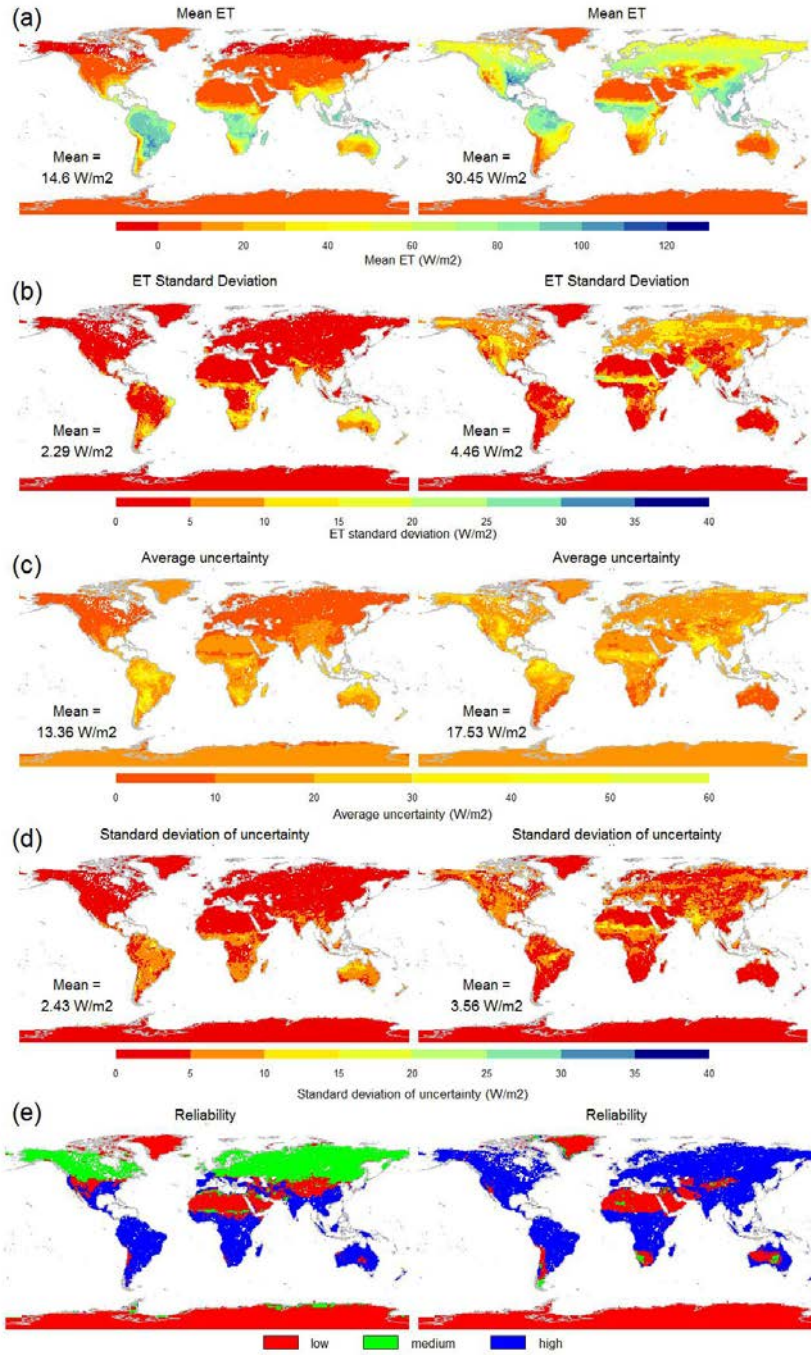 (a)
Mean ET
Mean ET
Mean =
14.6 W/m2
Mean =
30.45 W/m2
0 20 40 60 80 100 120
Mean ET (W/m2)
(b)
ET Standard Deviation
ET Standard Deviation
Mean =
2.29 W/m2
Mean =
4.46 W/m2
0 5 10 15 20 25 30 35 40
ET standard deviation (W/m2)
(c)
Average uncertainty
Average uncertainty
Mean =
13.36 W/m2
Mean =
17.53 W/m2
0 10 20 30 40 50 60
Average uncertainty (W/m2)
(d)
Standard deviation of uncertainty
Standard deviation of uncertainty
Mean =
2.43 W/m2
Mean =
3.56 W/m2
0 5 10 15 20 25 30 35 40
Standard deviation of uncertainty (W/m2)
(e)
Reliability
Reliability
low medium high